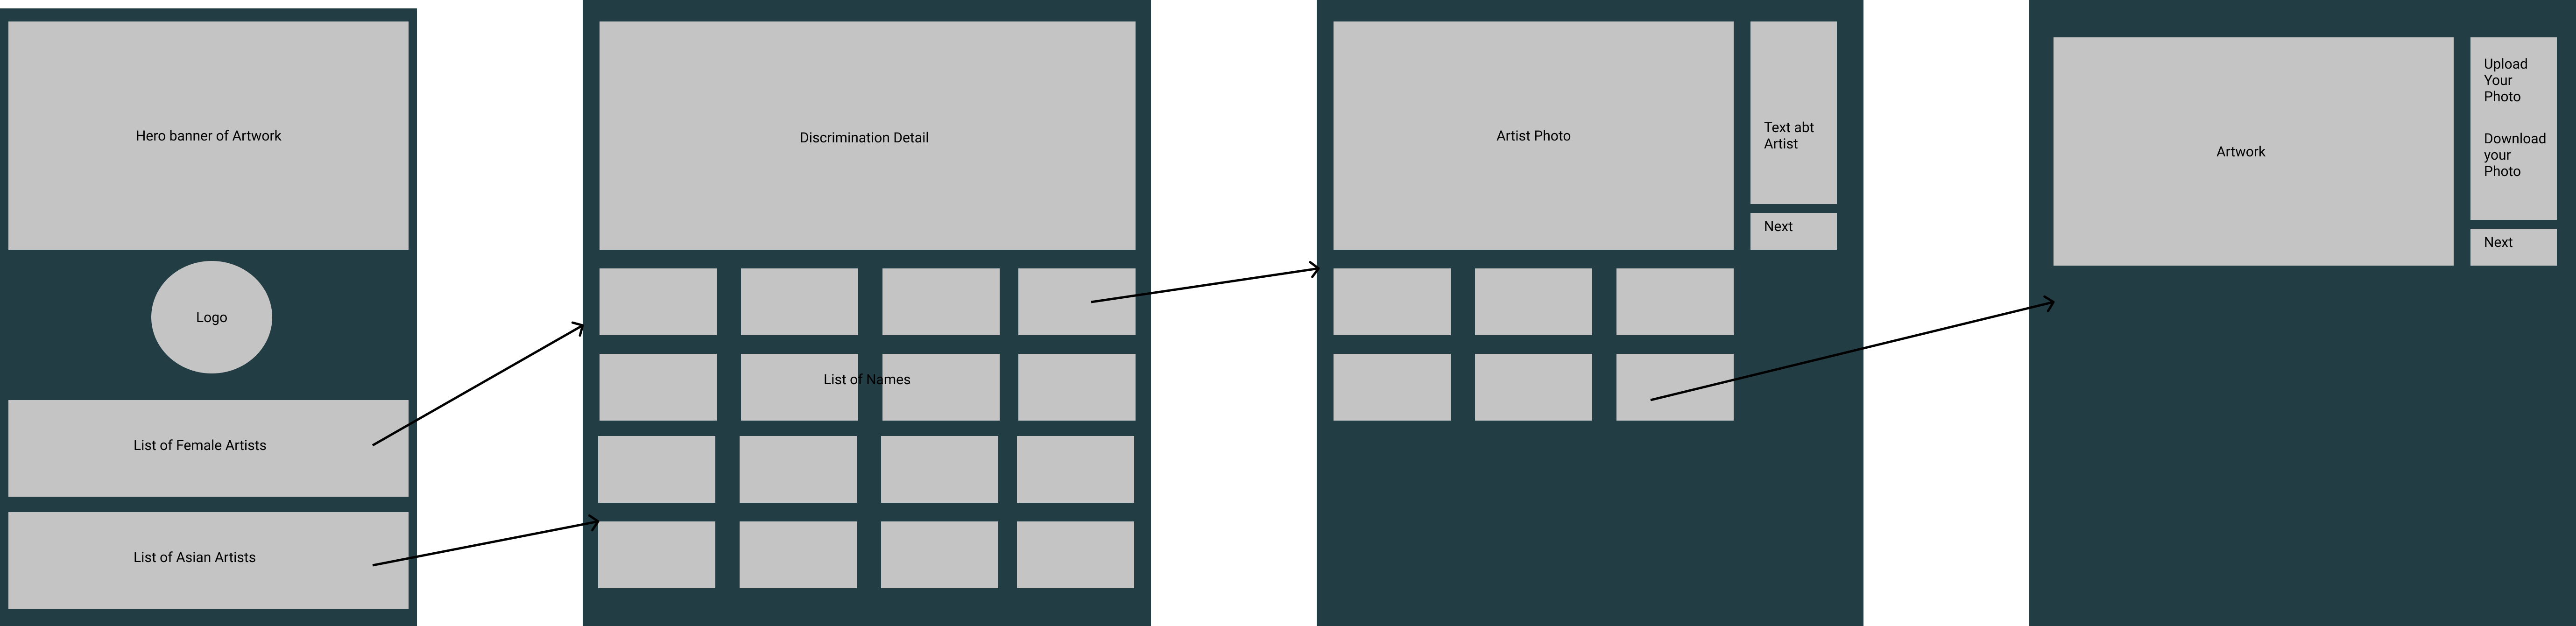 Hero banner of Artwork
Logo
List of Female Artists
List of Asian Artists
Discrimination Detail
List of Names
Artist Photo
Text abt
Artist
Next
Artwork
Upload
Your
Photo
Download
your
Photo
Next